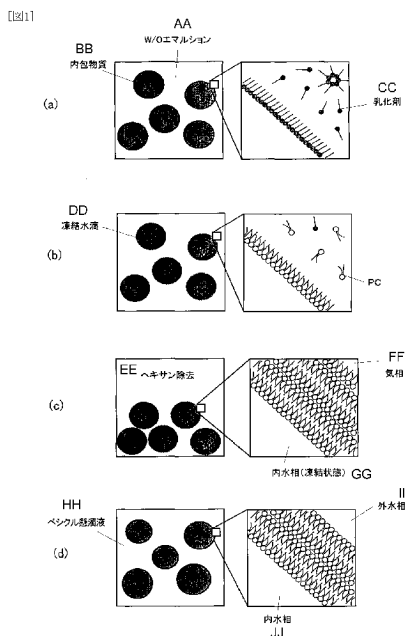 [図1]
AA
W/Oエマルション
BB
内包物質
CC
乳化剤
(a)
DD
凍結水滴
PC
(b)
EE
ヘキサン除去
FF
気相
(c)
内水相(凍結状態)
GG
HH
ベシクル懸濁液
II
外水相
(d)
内水相
JJ